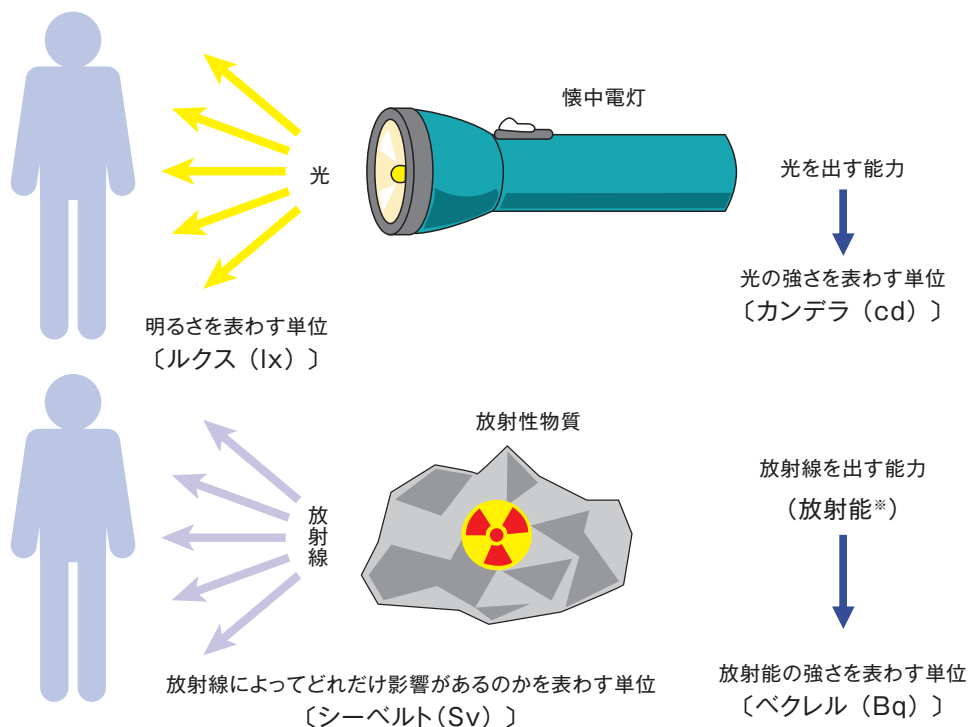 懐中電灯
光
光を出す能力
光の強さを表わす単位
〔カンデラ（cd）〕
明るさを表わす単位
〔ルクス（lx）〕
放射性物質
放射線
放射線を出す能力
（放射能※）
放射能の強さを表わす単位
〔ベクレル（Bq）〕
放射線によってどれだけ影響があるのかを表わす単位
〔シーベルト（Sv）〕